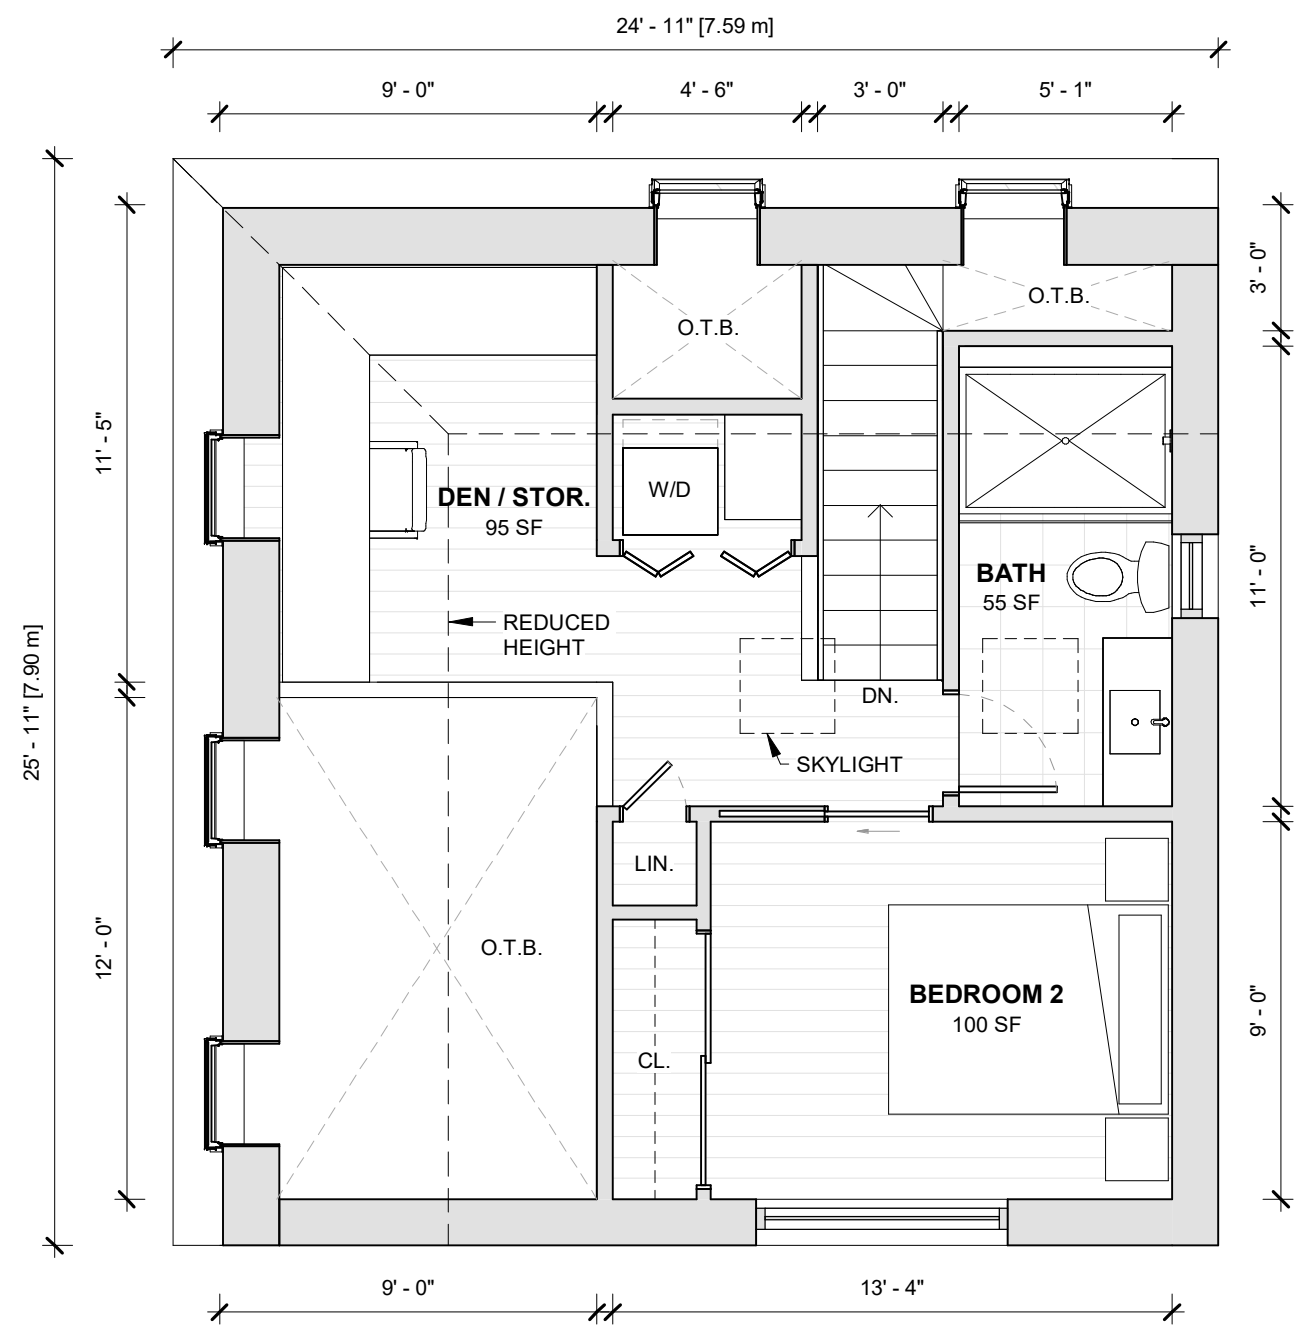 24' - 11" [7.59 m]
9' - 0"
4' - 6"
3' - 0"
5' - 1"
3' - 0"
O.T.B.
O.T.B.
11' - 5"
W/D
DEN / STOR.
95 SF
BATH
55 SF
11' - 0"
REDUCED
HEIGHT
25' - 11" [7.90 m]
DN.
SKYLIGHT
LIN.
12' - 0"
O.T.B.
BEDROOM 2
100 SF
9' - 0"
CL.
9' - 0"
13' - 4"